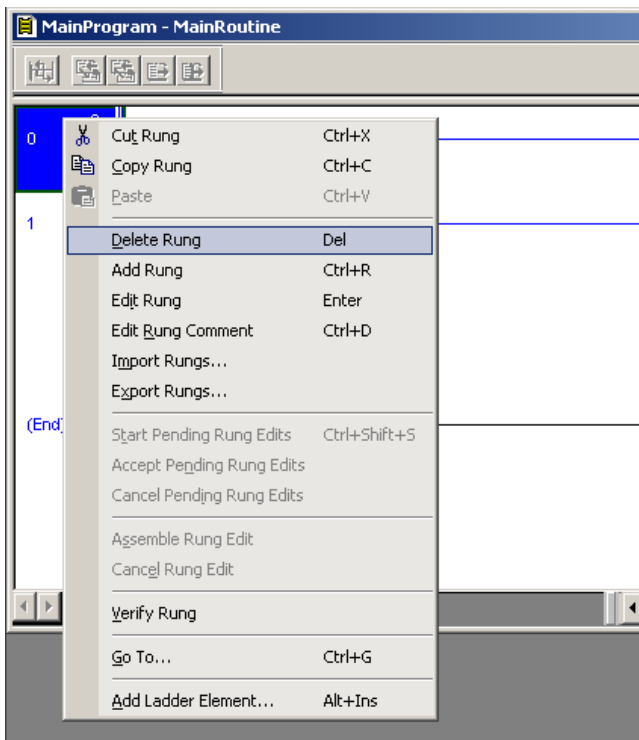 MainProgram - MainRoutine
0
Cut Rung Ctrl+X
Copy Rung Ctrl+C
Paste Ctrl+V
1
Delete Rung Del
Add Rung Ctrl+R
Edit Rung Enter
Edit Rung Comment Ctrl+D
Import Rungs...
Export Rungs...
(End)
Start Pending Rung Edits Ctrl+Shift+S
Accept Pending Rung Edits
Cancel Pending Rung Edits
Assemble Rung Edit
Cancel Rung Edit
Verify Rung
Go To... Ctrl+G
Add Ladder Element... Alt+Ins